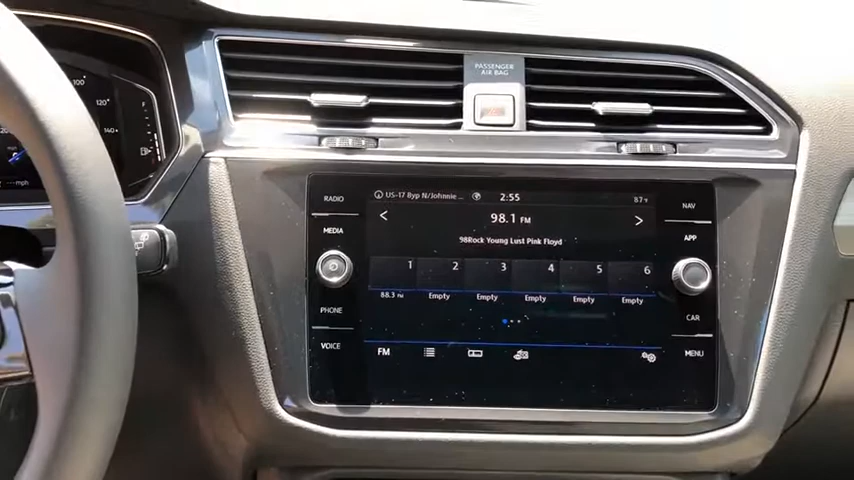 PASSENGER
AIR BAG
100
120
140
mph
F
E
RADIO
US-17 Byp N/Johnnie ...
2:55
87°F
NAV
MEDIA
98.1 FM
APP
98Rock Young Lust Pink Floyd
1 2 3 4 5 6
88.3 Empty Empty Empty Empty Empty
PHONE
CAR
VOICE
FM
MENU